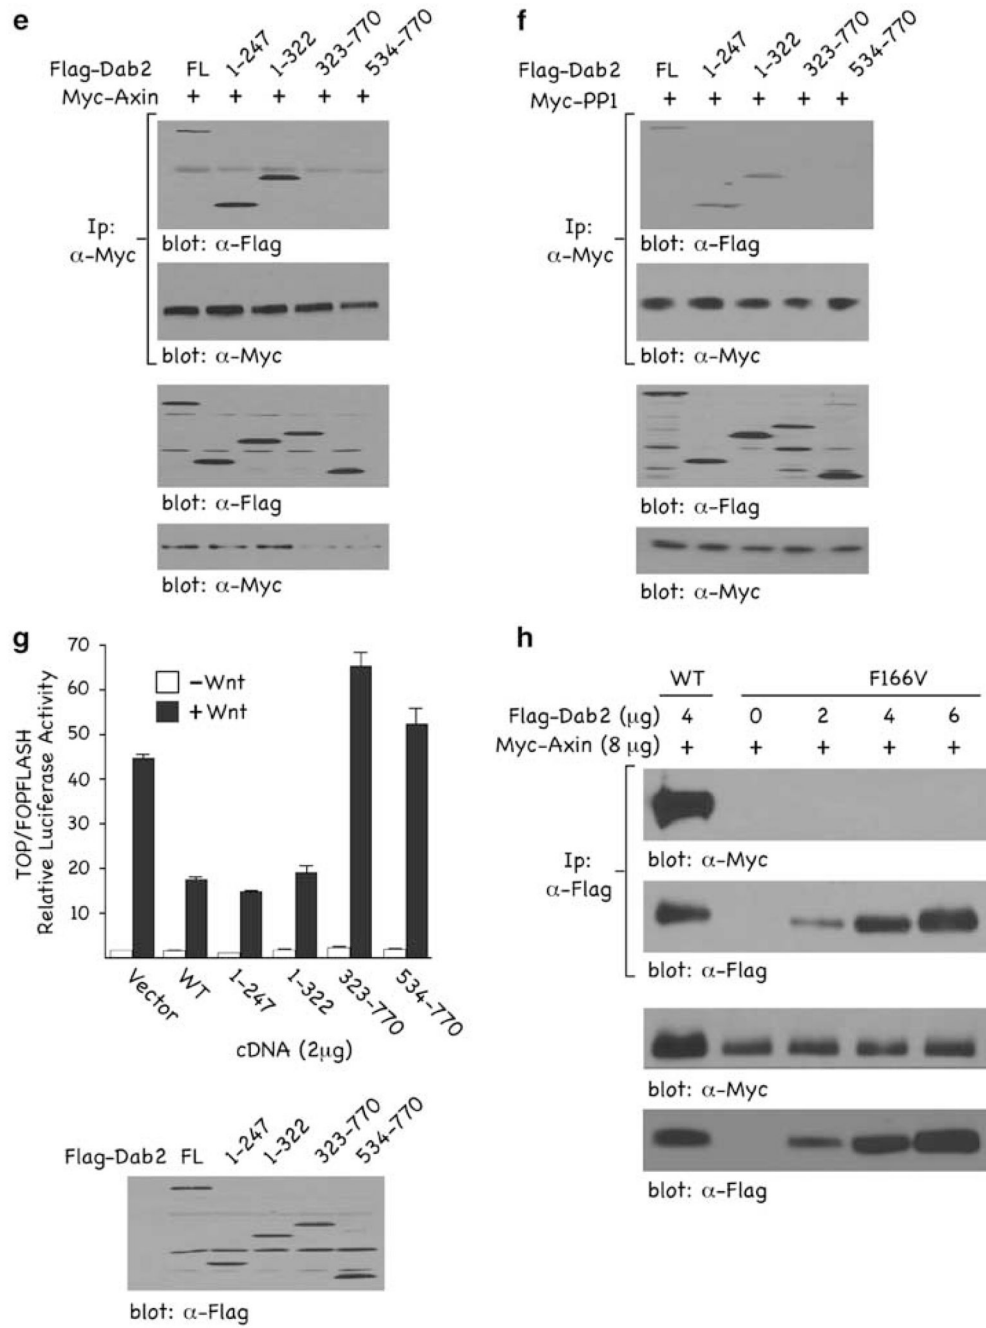 e
Flag-Dab2 FL 1-247 1-322 323-770 534-770
Myc-Axin + + + + +
Ip:
α-Myc
blot: α-Flag
blot: α-Myc
blot: α-Flag
blot: α-Myc
f
Flag-Dab2 FL 1-247 1-322 323-770 534-770
Myc-PP1 + + + + +
Ip:
α-Myc
blot: α-Flag
blot: α-Myc
blot: α-Flag
blot: α-Myc
g
TOP/FOPFLASH
Relative Luciferase Activity
70
60
50
40
30
20
10
-Wnt
+Wnt
Vector WT 1-247 1-322 323-770 534-770
cDNA (2μg)
Flag-Dab2 FL 1-247 1-322 323-770 534-770
blot: α-Flag
h
WT F166V
Flag-Dab2 (μg) 4 0 2 4 6
Myc-Axin (8 μg) + + + + +
Ip:
α-Flag
blot: α-Myc
blot: α-Flag
blot: α-Myc
blot: α-Flag